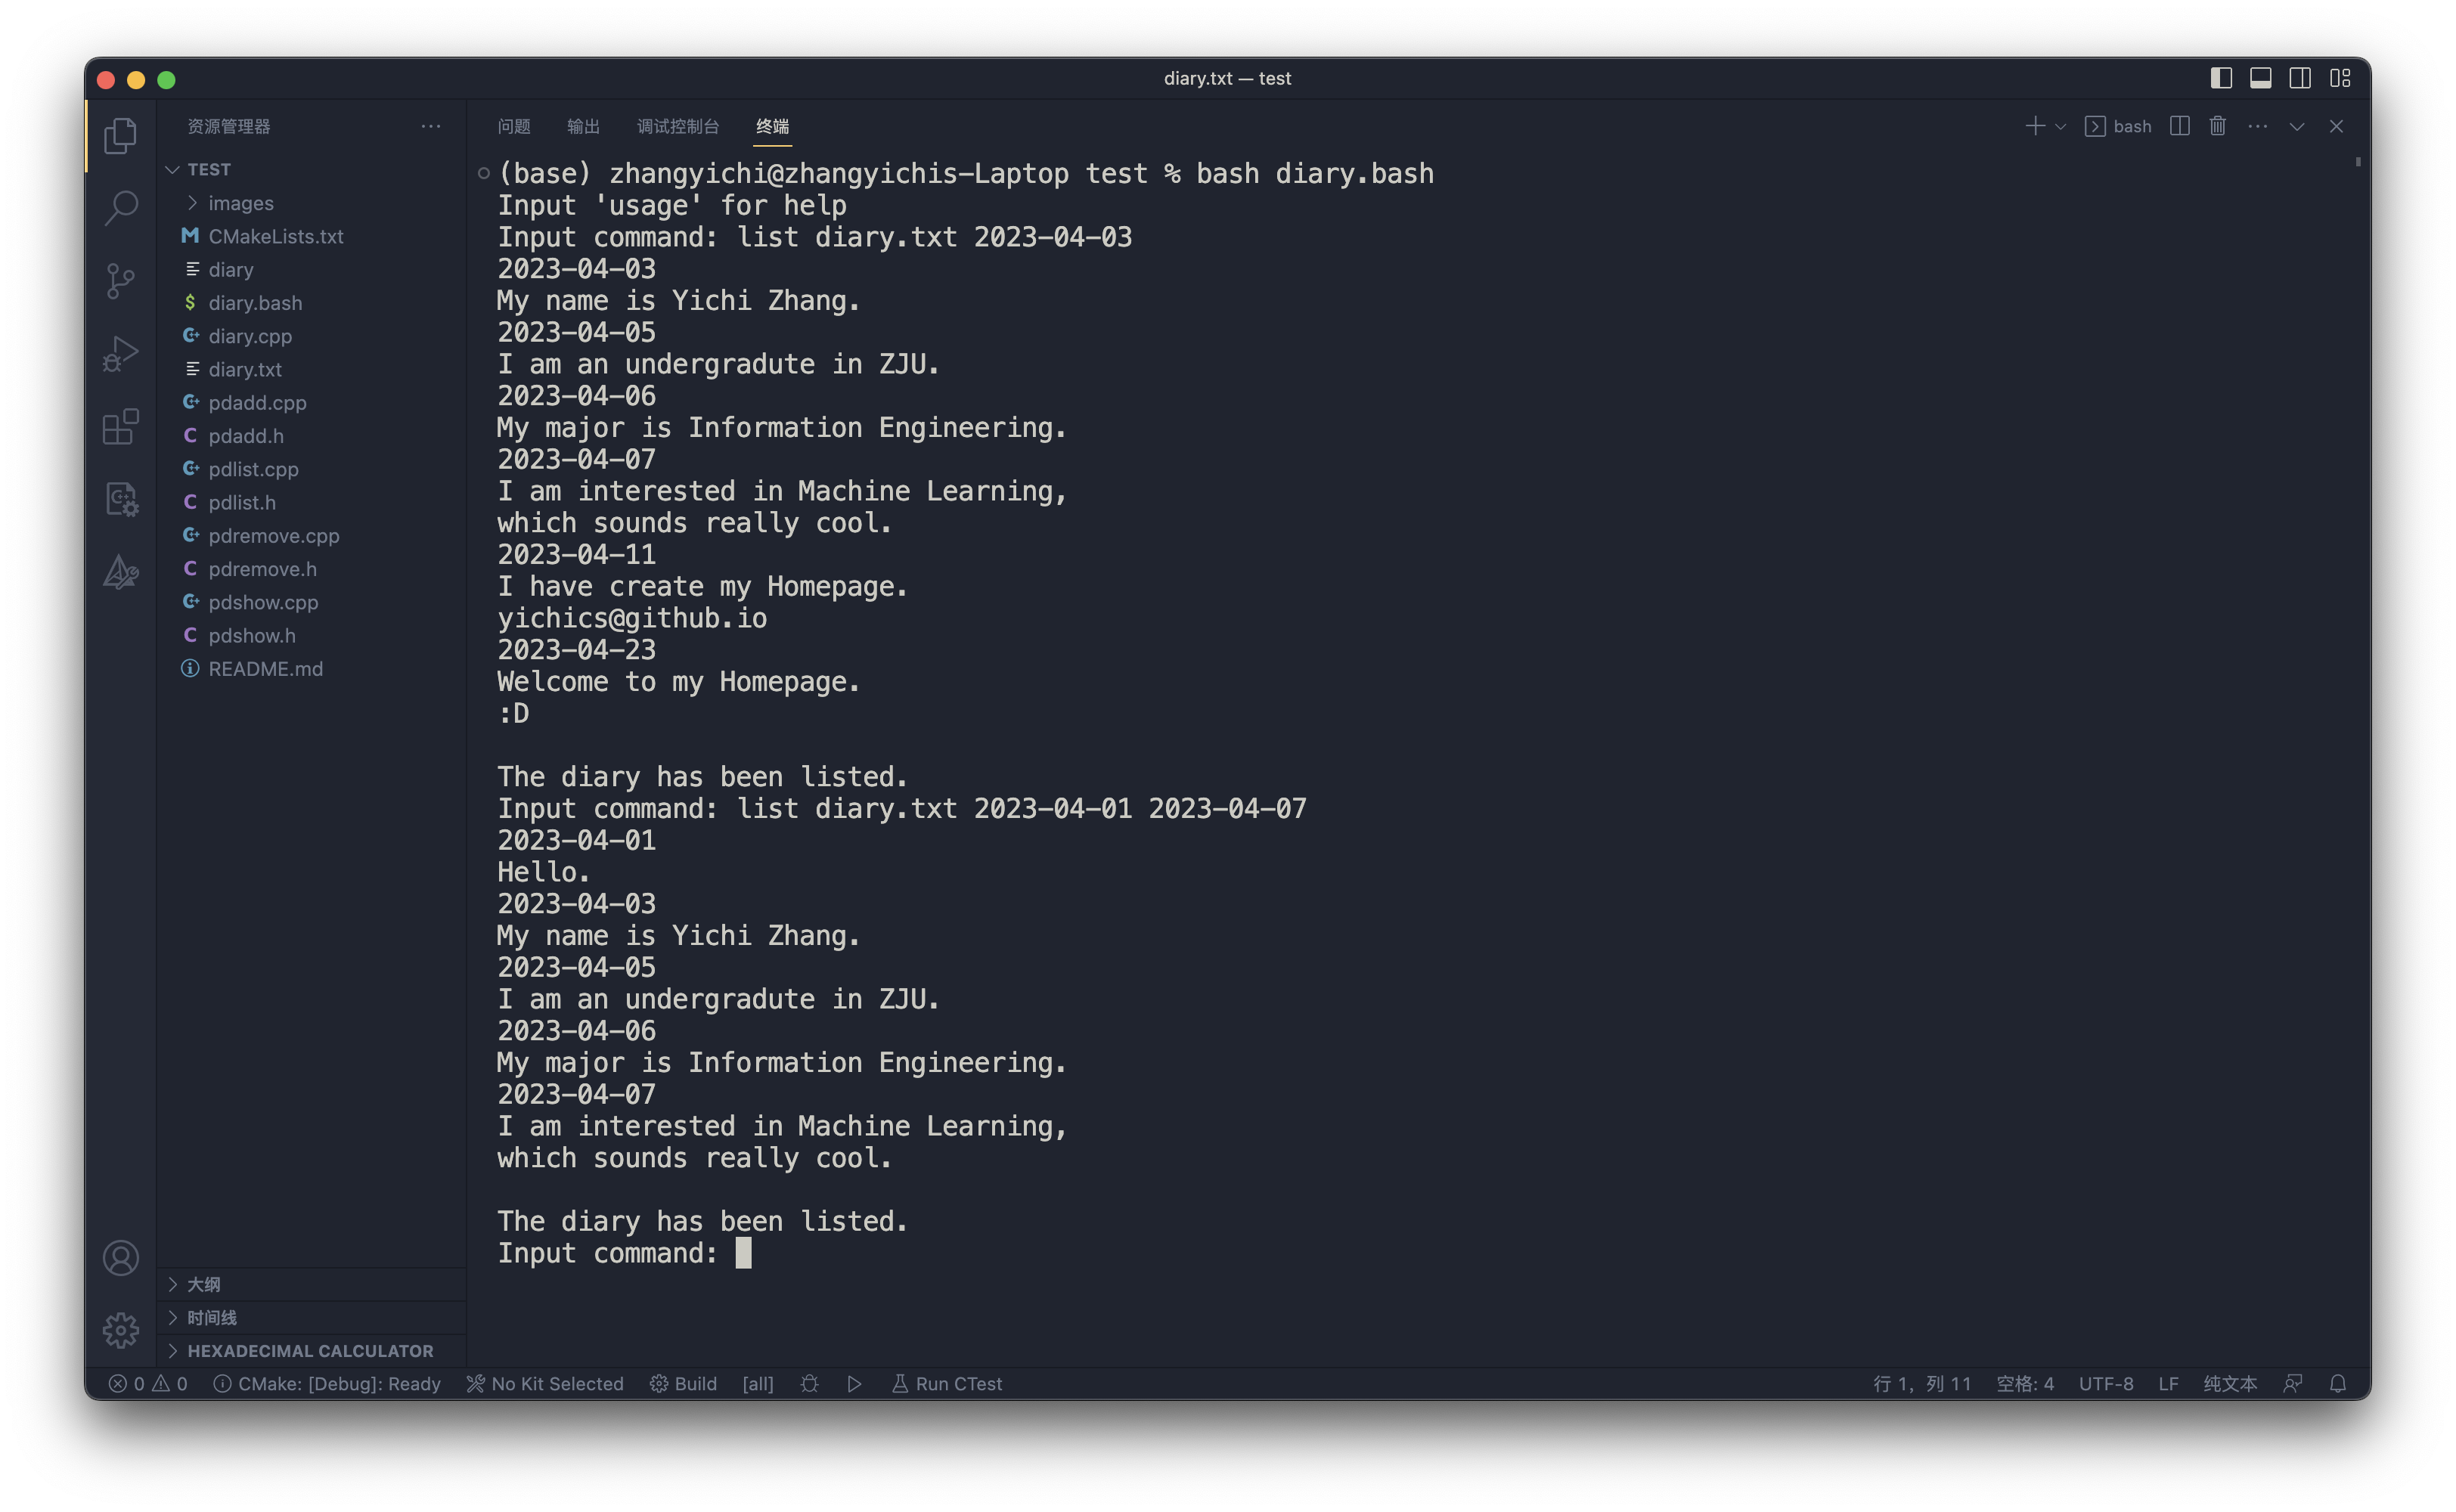 diary.txt — test
资源管理器
TEST
images
CMakeLists.txt
diary
diary.bash
diary.cpp
diary.txt
pdadd.cpp
pdadd.h
pdlist.cpp
pdlist.h
pdremove.cpp
pdremove.h
pdshow.cpp
pdshow.h
README.md
大纲
时间线
HEXADECIMAL CALCULATOR
问题 输出 调试控制台 终端
bash
(base) zhangyichi@zhangyichis-Laptop test % bash diary.bash
Input 'usage' for help
Input command: list diary.txt 2023-04-03
2023-04-03
My name is Yichi Zhang.
2023-04-05
I am an undergradute in ZJU.
2023-04-06
My major is Information Engineering.
2023-04-07
I am interested in Machine Learning,
which sounds really cool.
2023-04-11
I have create my Homepage.
yichics@github.io
2023-04-23
Welcome to my Homepage.
:D
The diary has been listed.
Input command: list diary.txt 2023-04-01 2023-04-07
2023-04-01
Hello.
2023-04-03
My name is Yichi Zhang.
2023-04-05
I am an undergradute in ZJU.
2023-04-06
My major is Information Engineering.
2023-04-07
I am interested in Machine Learning,
which sounds really cool.
The diary has been listed.
Input command:
0 0 CMake: [Debug]: Ready No Kit Selected Build [all] Run CTest 行 1，列 11 空格: 4 UTF-8 LF 纯文本